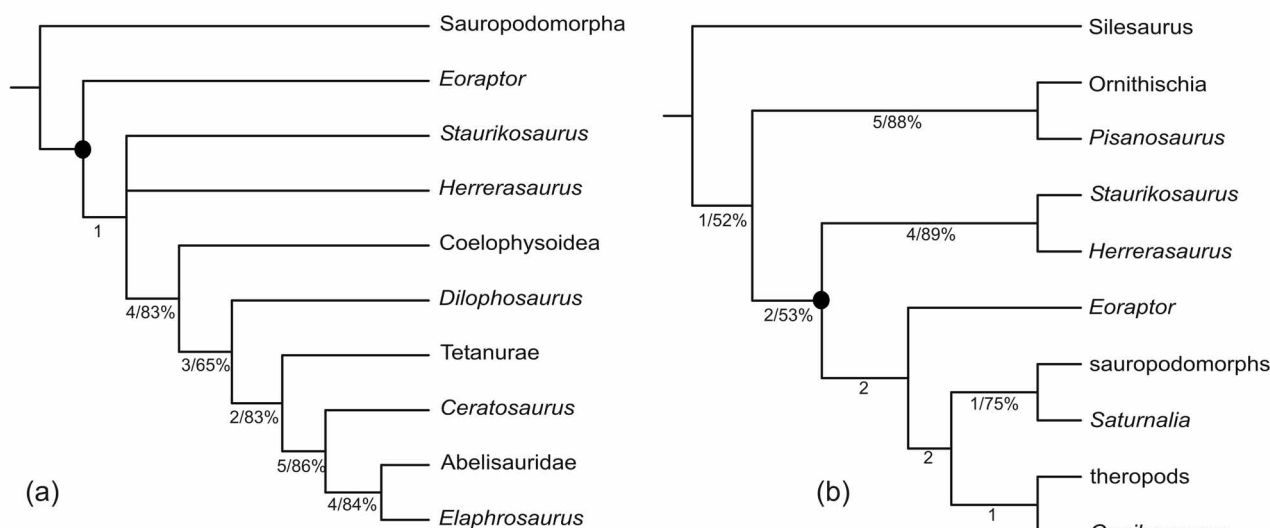 Sauropodomorpha
Eoraptor
Staurikosaurus
Herrerasaurus
1
Coelophysoidea
4/83%
Dilophosaurus
3/65%
Tetanurae
2/83%
Ceratosaurus
5/86%
Abelisauridae
4/84%
Elaphrosaurus
(a)
Silesaurus
Ornithischia
5/88%
Pisanosaurus
Staurikosaurus
1/52%
4/89%
Herrerasaurus
2/53%
Eoraptor
sauropodomorphs
2
1/75%
Saturnalia
2
theropods
1
(b)